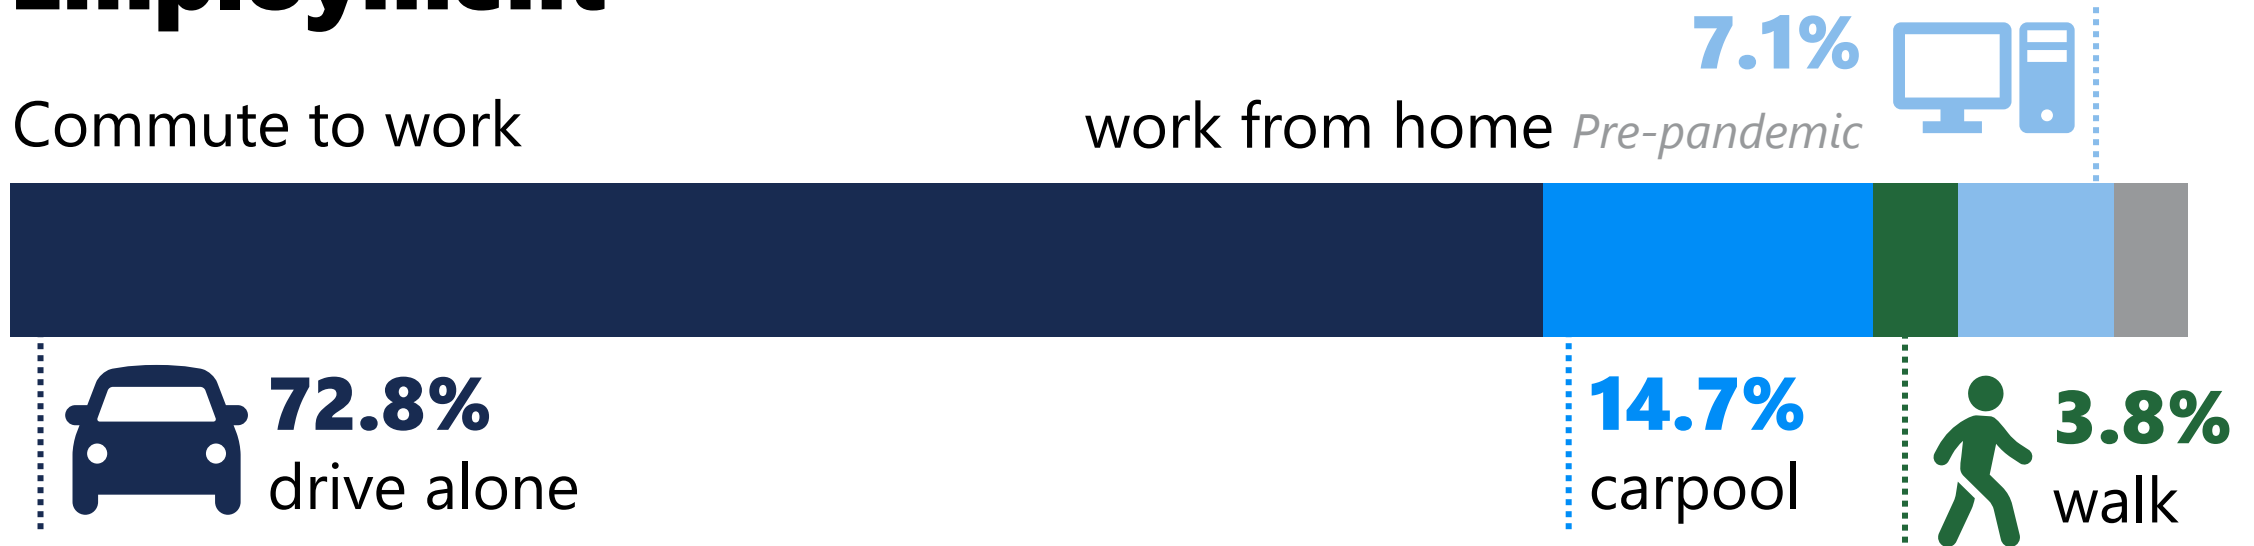 Employment
7.1%
Commute to work
work from home Pre-pandemic
72.8%
drive alone
14.7%
carpool
3.8%
walk